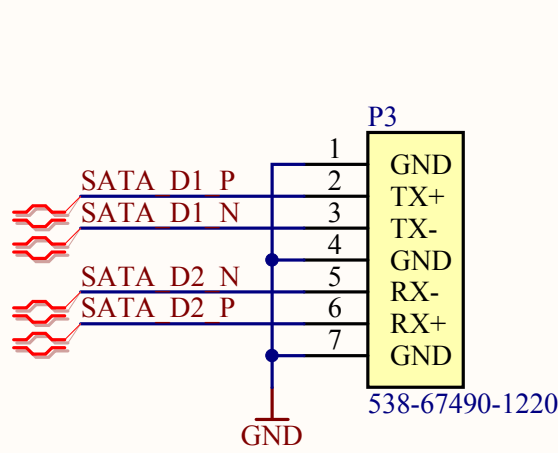 P3
1 GND
SATA_D1_P 2 TX+
SATA_D1_N 3 TX-
4 GND
SATA_D2_N 5 RX-
SATA_D2_P 6 RX+
7 GND
538-67490-1220
GND